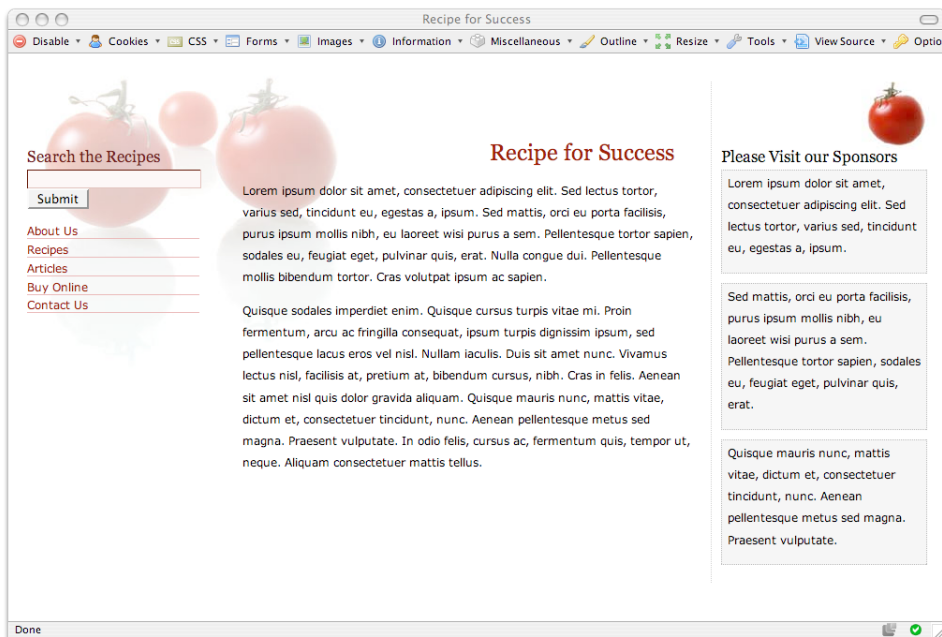 Recipe for Success
Disable Cookies CSS Forms Images Information Miscellaneous Outline Resize Tools View Source Optio
Search the Recipes
Submit
About Us
Recipes
Articles
Buy Online
Contact Us
Recipe for Success
Lorem ipsum dolor sit amet, consectetuer adipiscing elit. Sed lectus tortor,
varius sed, tincidunt eu, egestas a, ipsum. Sed mattis, orci eu porta facilisis,
purus ipsum mollis nibh, eu laoreet wisi purus a sem. Pellentesque tortor sapien,
sodales eu, feugiat eget, pulvinar quis, erat. Nulla congue dui. Pellentesque
mollis bibendum tortor. Cras volutpat ipsum ac sapien.
Quisque sodales imperdiet enim. Quisque cursus turpis vitae mi. Proin
fermentum, arcu ac fringilla consequat, ipsum turpis dignissim ipsum, sed
pellentesque lacus eros vel nisl. Nullam iaculis. Duis sit amet nunc. Vivamus
lectus nisl, facilisis at, pretium at, bibendum cursus, nibh. Cras in felis. Aenean
sit amet nisl quis dolor gravida aliquam. Quisque mauris nunc, mattis vitae,
dictum et, consectetuer tincidunt, nunc. Aenean pellentesque metus sed
magna. Praesent vulputate. In odio felis, cursus ac, fermentum quis, tempor ut,
neque. Aliquam consectetuer mattis tellus.
Please Visit our Sponsors
Lorem ipsum dolor sit amet,
consectetuer adipiscing elit. Sed
lectus tortor, varius sed, tincidunt
eu, egestas a, ipsum.
Sed mattis, orci eu porta facilisis,
purus ipsum mollis nibh, eu
laoreet wisi purus a sem.
Pellentesque tortor sapien, sodales
eu, feugiat eget, pulvinar quis,
erat.
Quisque mauris nunc, mattis
vitae, dictum et, consectetuer
tincidunt, nunc. Aenean
pellentesque metus sed magna.
Praesent vulputate.
Done